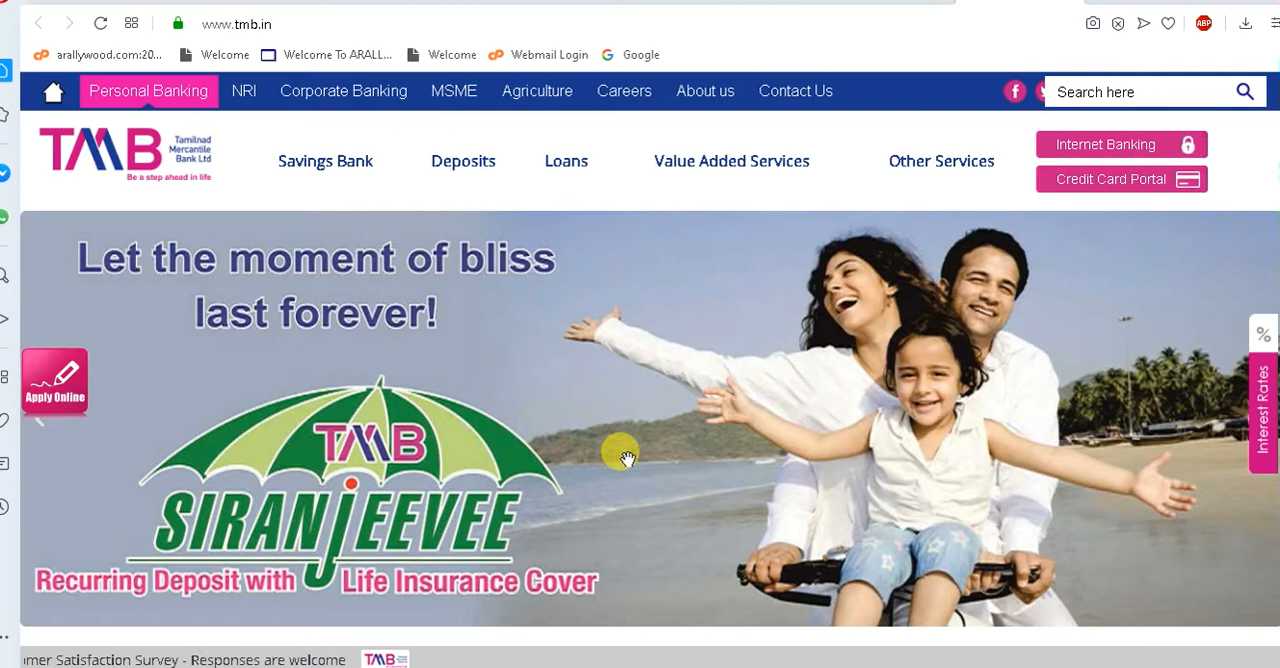 www.tmb.in
ABP
arallywood.com:20...
Welcome
Welcome To ARALL...
Welcome
Webmail Login
Google
Personal Banking
NRI
Corporate Banking
MSME
Agriculture
Careers
About us
Contact Us
Search here
TMB
Tamilnad
Mercantile
Bank Ltd
Be a step ahead in life
Savings Bank
Deposits
Loans
Value Added Services
Other Services
Internet Banking
Credit Card Portal
Let the moment of bliss
last forever!
%
Interest Rates
Apply Online
TMB
SIRANJEEVEE
Recurring Deposit with Life Insurance Cover
mer Satisfaction Survey - Responses are welcome
TMB